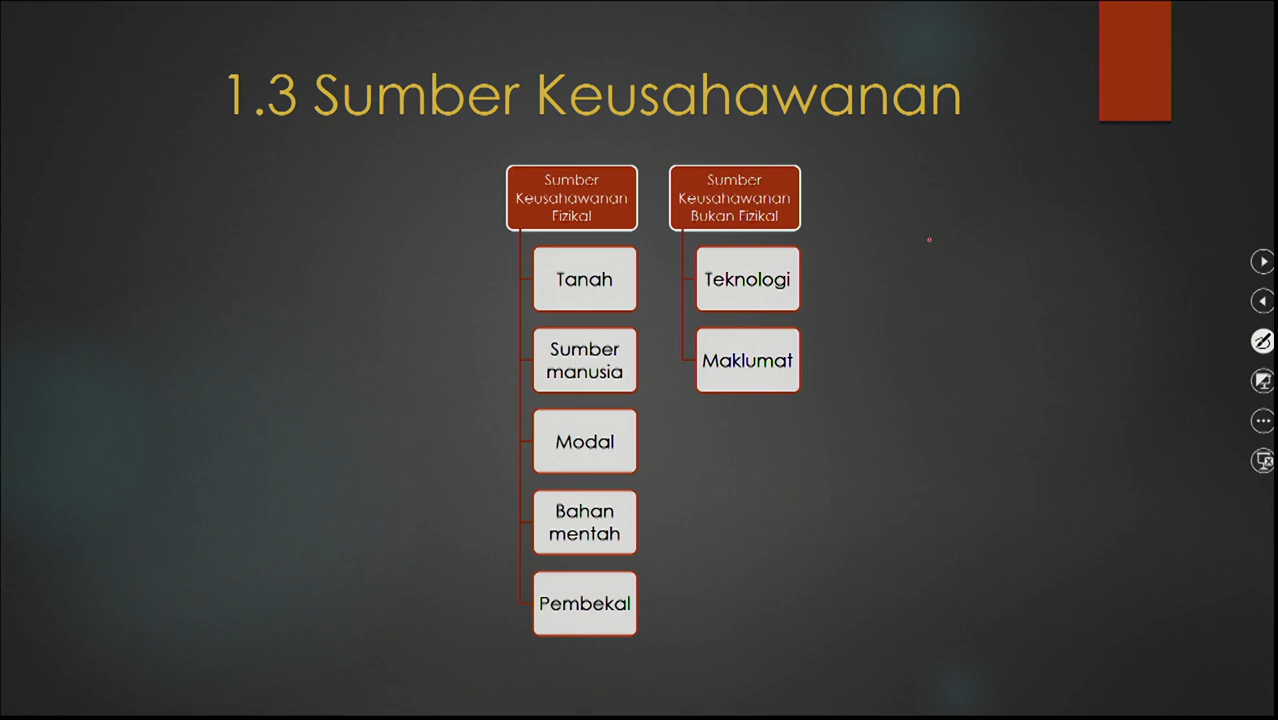 1.3 Sumber Keusahawanan
Sumber
Keusahawanan
Fizikal
Tanah
Sumber
manusia
Modal
Bahan
mentah
Pembekal
Sumber
Keusahawanan
Bukan Fizikal
Teknologi
Maklumat